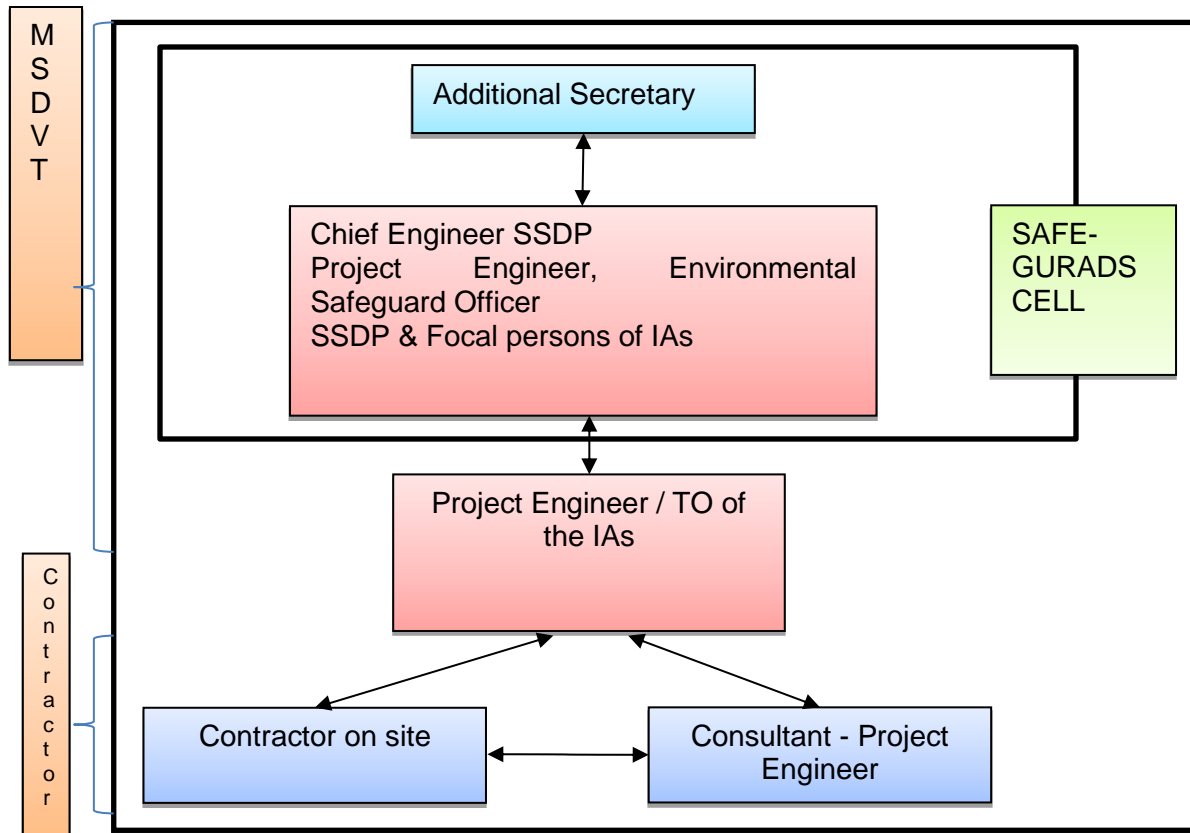 M
S
D
V
T
Additional Secretary
Chief Engineer SSDP
Project Engineer, Environmental
Safeguard Officer
SSDP & Focal persons of IAs
SAFE-
GURADS
CELL
Project Engineer / TO of
the IAs
C
o
n
t
r
a
c
t
o
r
Contractor on site
Consultant - Project
Engineer